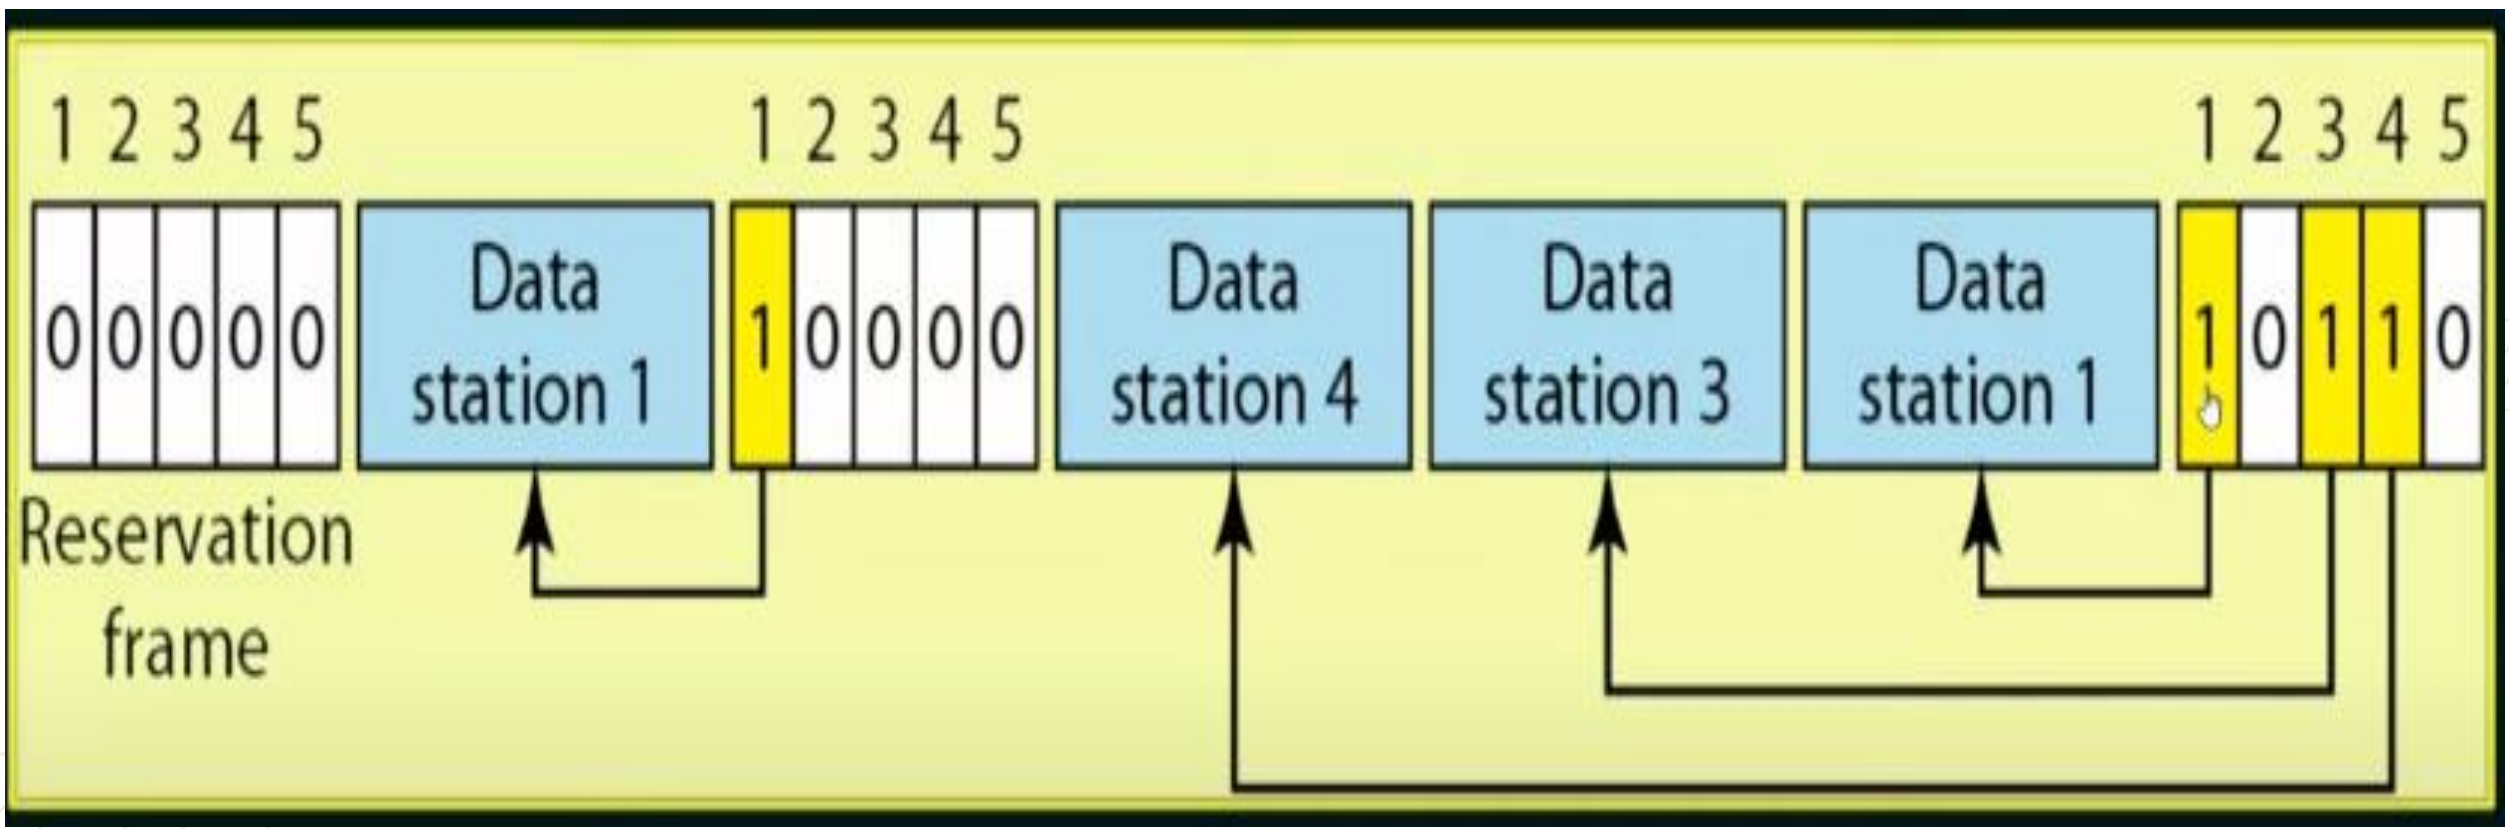 1 2 3 4 5
1 2 3 4 5
1 2 3 4 5
0 0 0 0 0
Data
station 1
1 0 0 0 0
Data
station 4
Data
station 3
Data
station 1
1 0 1 1 0
Reservation
frame